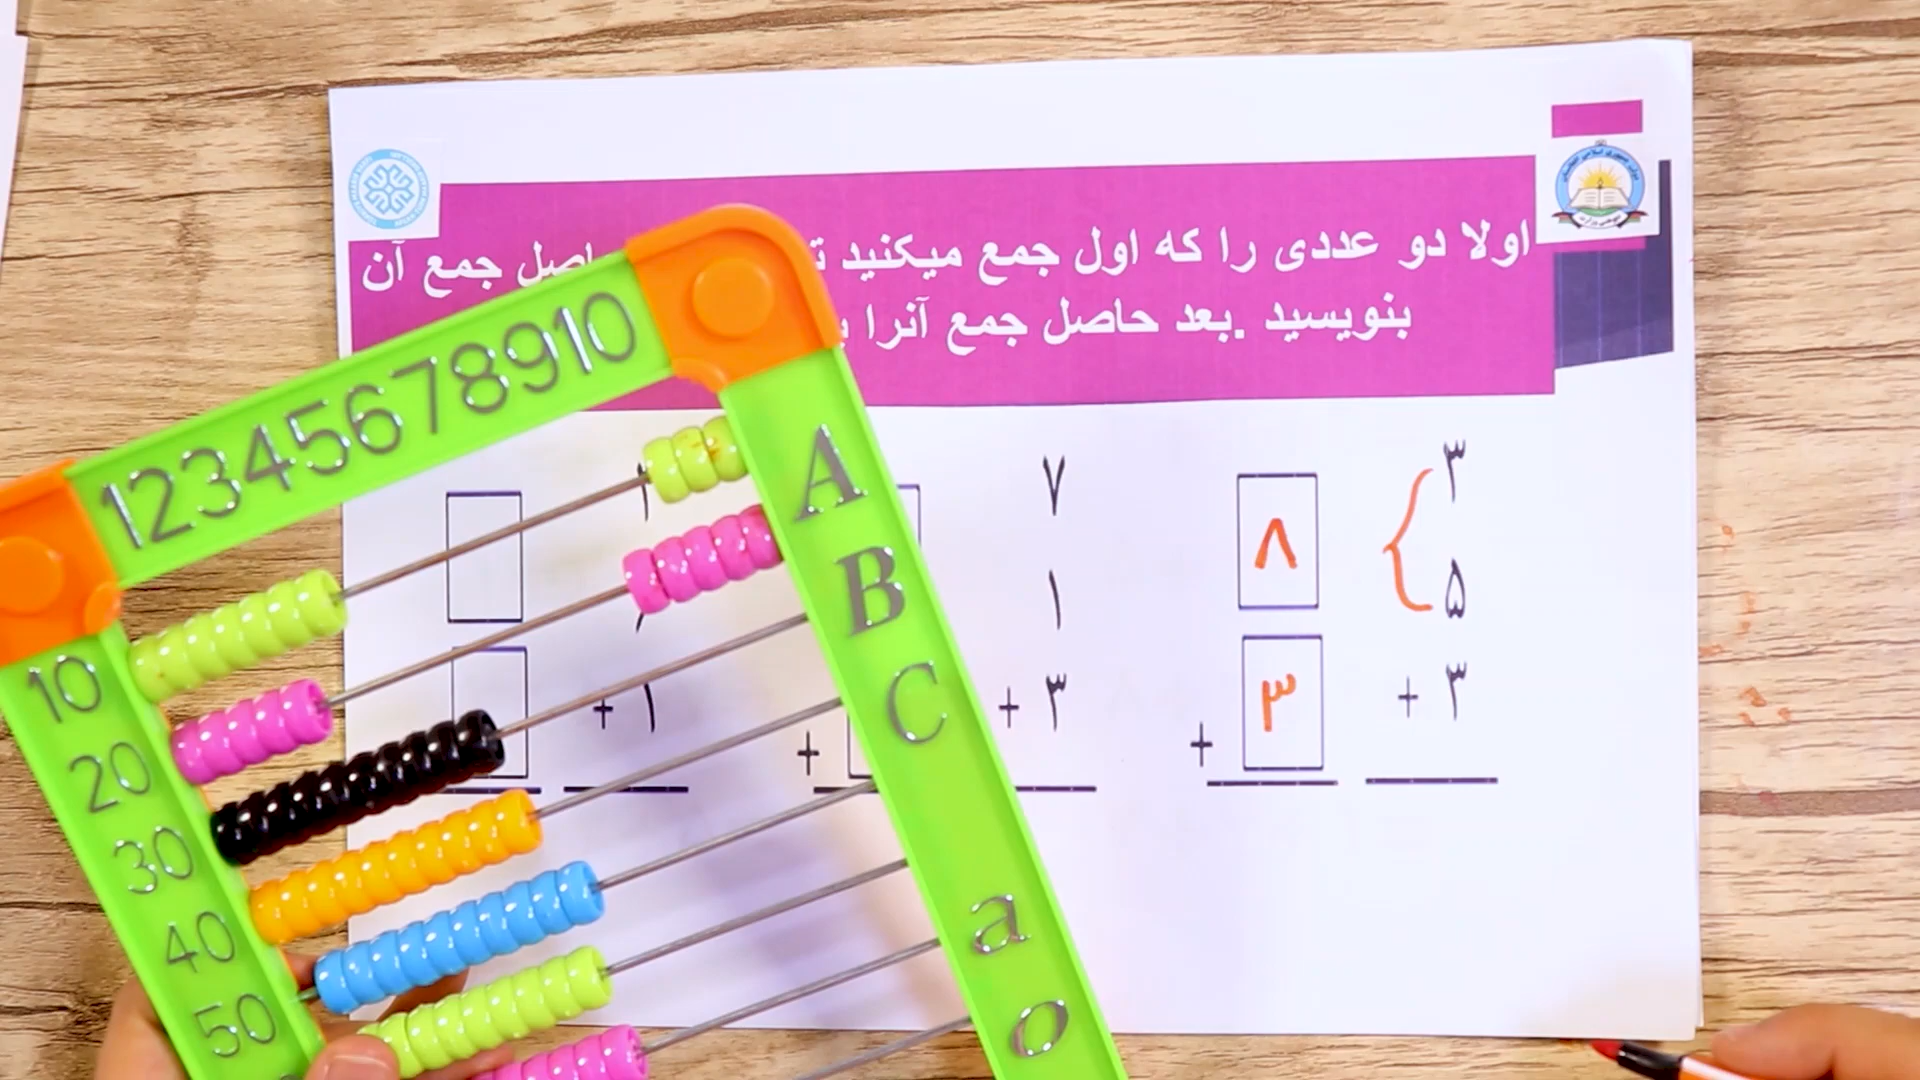 اولا دو عددی را که اول جمع میکنید جمع آن
بنویسید .بعد حاصل جمع آنرا
12345678910
A
B
C
a
o
10
20
30
40
50
۳
۵
+ ۳
۸
+ ۳
۷
۱
+ ۳
+
+ ۱